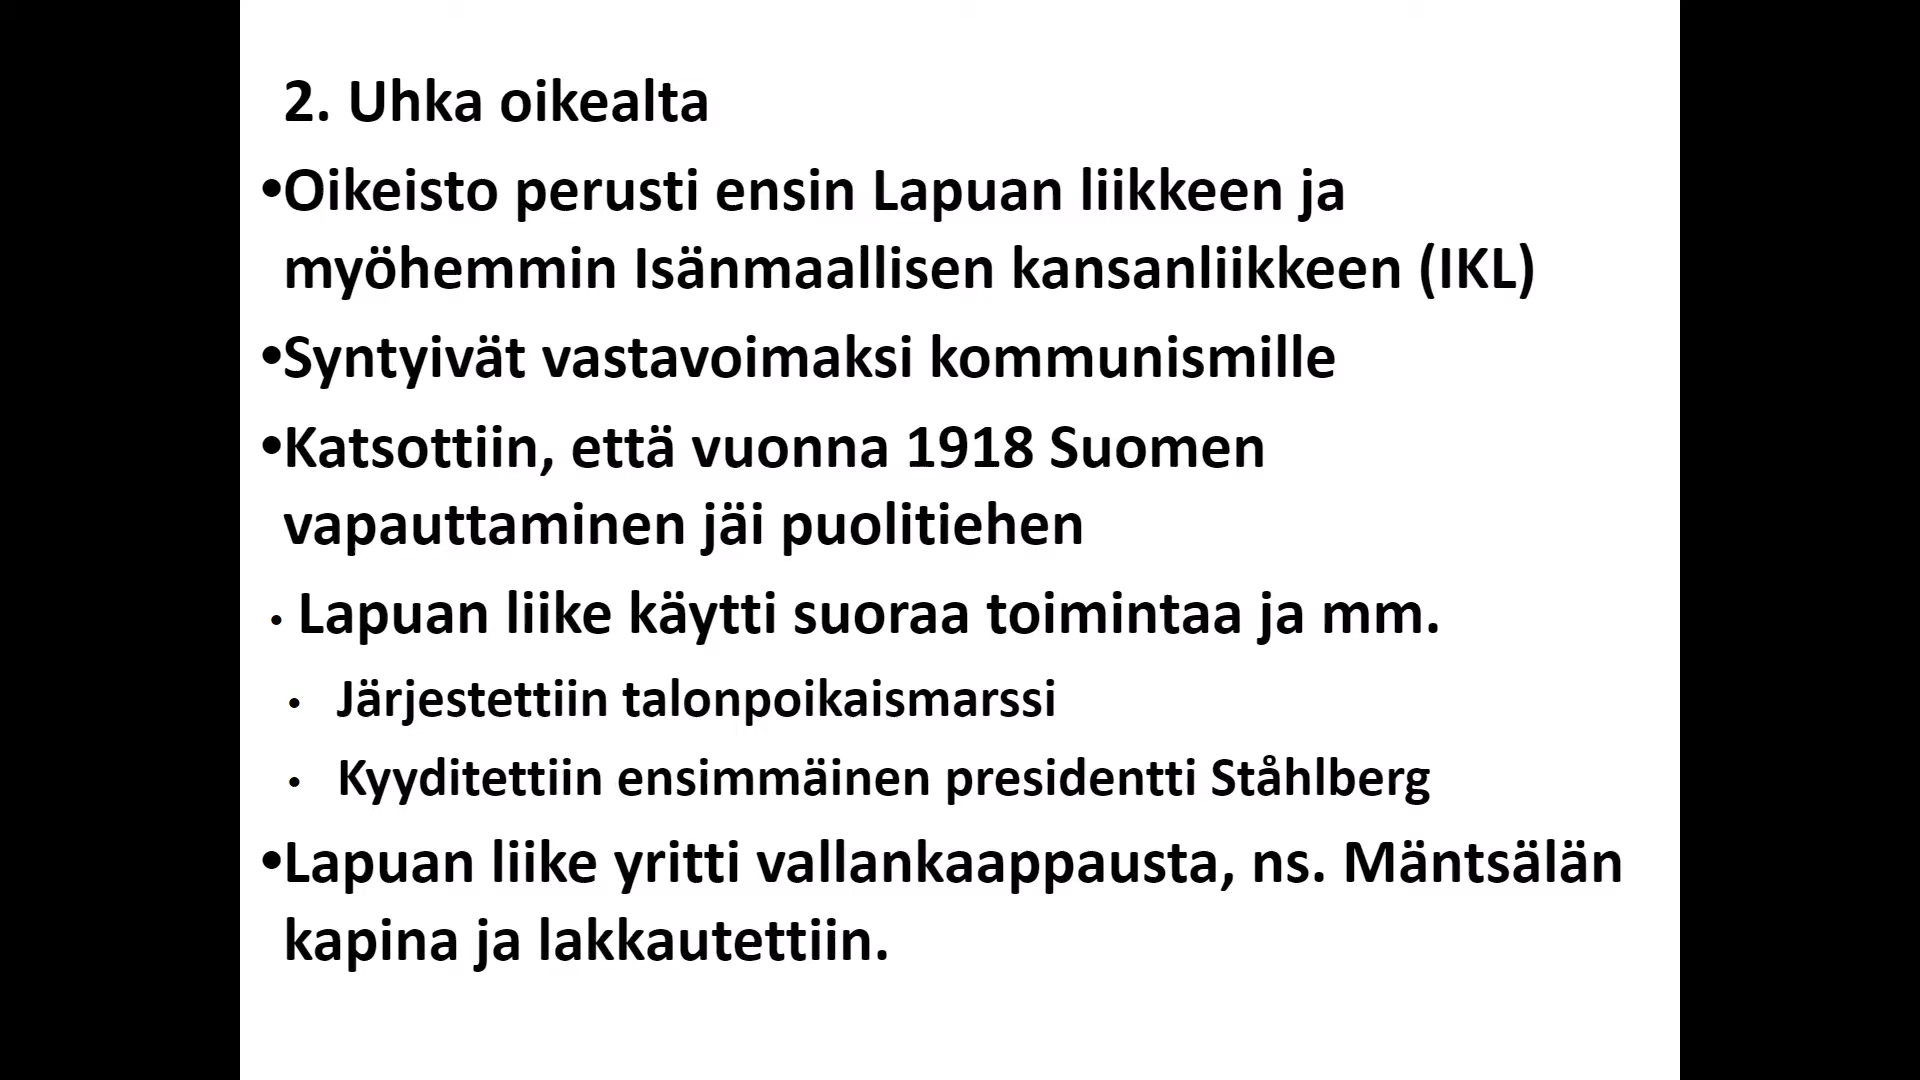 2. Uhka oikealta
•Oikeisto perusti ensin Lapuan liikkeen ja
myöhemmin Isänmaallisen kansanliikkeen (IKL)
•Syntyivät vastavoimaksi kommunismille
•Katsottiin, että vuonna 1918 Suomen
vapauttaminen jäi puolitiehen
• Lapuan liike käytti suoraa toimintaa ja mm.
• Järjestettiin talonpoikaismarssi
• Kyyditettiin ensimmäinen presidentti Ståhlberg
•Lapuan liike yritti vallankaappausta, ns. Mäntsälän
kapina ja lakkautettiin.